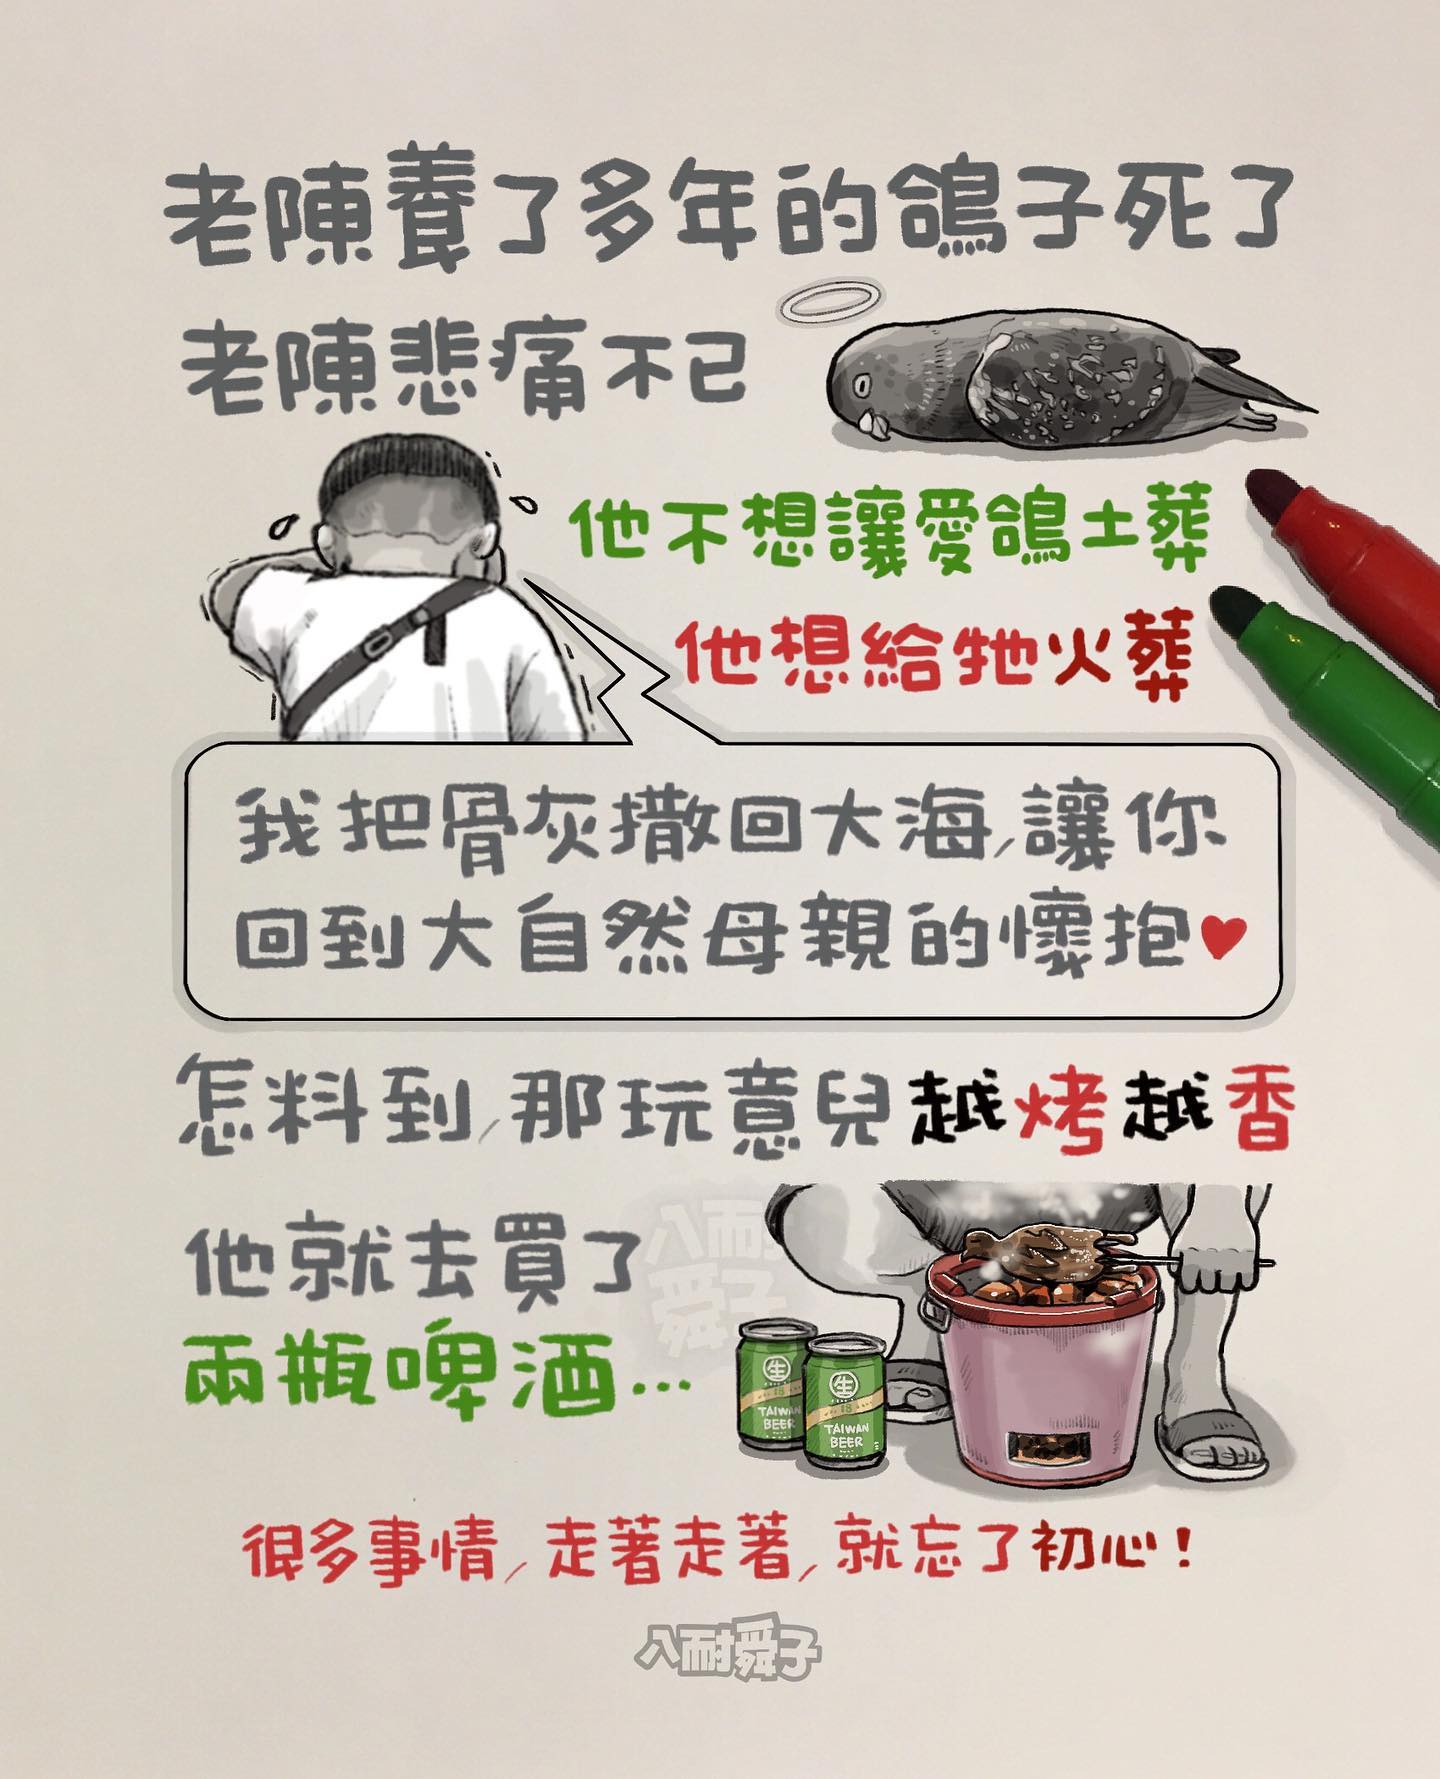 老陳養了多年的鴿子死了
老陳悲痛不已
他不想讓愛鴿土葬
他想給牠火葬
我把骨灰撒回大海,讓你
回到大自然母親的懷抱♥
怎料到,那玩意兒越烤越香
他就去買了
兩瓶啤酒...
八耐
舜子
生
TAIWAN
BEER
生
18
TAIWAN
BEER
很多事情,走著走著,就忘了初心!
八耐舜子